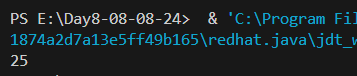 PS E:\Day8-08-08-24>  & 'C:\Program Fil
1874a2d7a13e5ff49b165\redhat.java\jdt_w
25